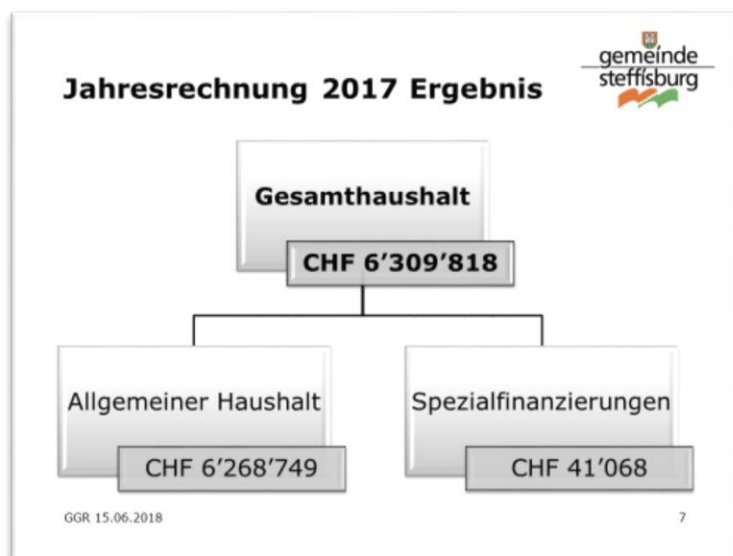 gemeinde
steffisburg
Jahresrechnung 2017 Ergebnis
Gesamthaushalt
CHF 6’309’818
Allgemeiner Haushalt
CHF 6’268’749
Spezialfinanzierungen
CHF 41’068
GGR 15.06.2018
7